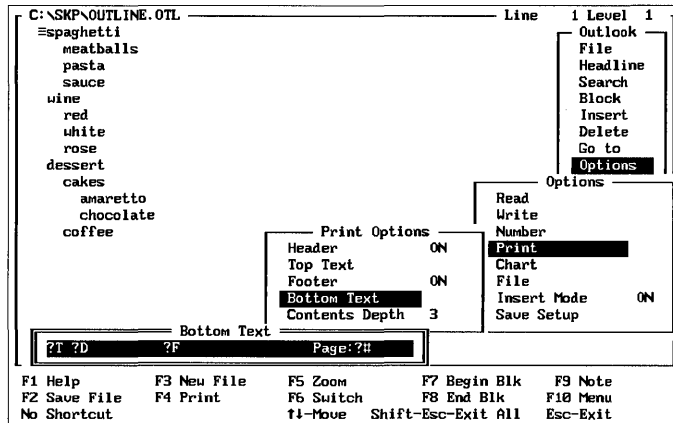 C:\SKP\OUTLINE.OTL Line 1 Level 1
≡spaghetti
meatballs
pasta
sauce
wine
red
white
rose
dessert
cakes
amaretto
chocolate
coffee
Outlook
File
Headline
Search
Block
Insert
Delete
Go to
Options
Options
Read
Write
Number
Print
Chart
File
Insert Mode ON
Save Setup
Print Options
Header ON
Top Text
Footer ON
Bottom Text
Contents Depth 3
Bottom Text
?T ?D ?F Page:?#
F1 Help F3 New File F5 Zoom F7 Begin Blk F9 Note
F2 Save File F4 Print F6 Switch F8 End Blk F10 Menu
No Shortcut ↑↓-Move Shift-Esc-Exit All Esc-Exit